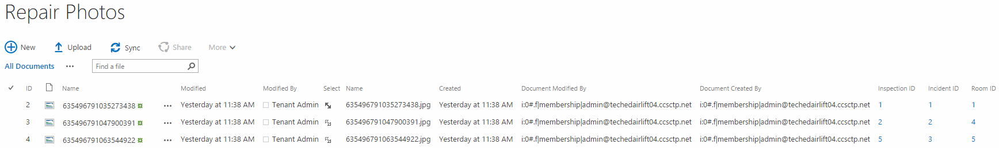 Repair Photos
New Upload Sync Share More
All Documents ••• Find a file
ID Name Modified Modified By Select Name Created Document Modified By Document Created By Inspection ID Incident ID Room ID
2 635496791035273438 ••• Yesterday at 11:38 AM Tenant Admin 635496791035273438.jpg Yesterday at 11:38 AM i:0#.f|membership|admin@techedairlift04.ccsctp.net i:0#.f|membership|admin@techedairlift04.ccsctp.net 1 1 1
3 635496791047900391 ••• Yesterday at 11:38 AM Tenant Admin 635496791047900391.jpg Yesterday at 11:38 AM i:0#.f|membership|admin@techedairlift04.ccsctp.net i:0#.f|membership|admin@techedairlift04.ccsctp.net 2 2 4
4 635496791063544922 ••• Yesterday at 11:38 AM Tenant Admin 635496791063544922.jpg Yesterday at 11:38 AM i:0#.f|membership|admin@techedairlift04.ccsctp.net i:0#.f|membership|admin@techedairlift04.ccsctp.net 5 3 5